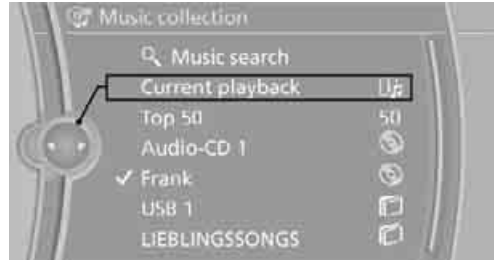 Music collection
Music search
Current playback
Top 50 50
Audio-CD 1
Frank
USB 1
LIEBLINGSSONGS